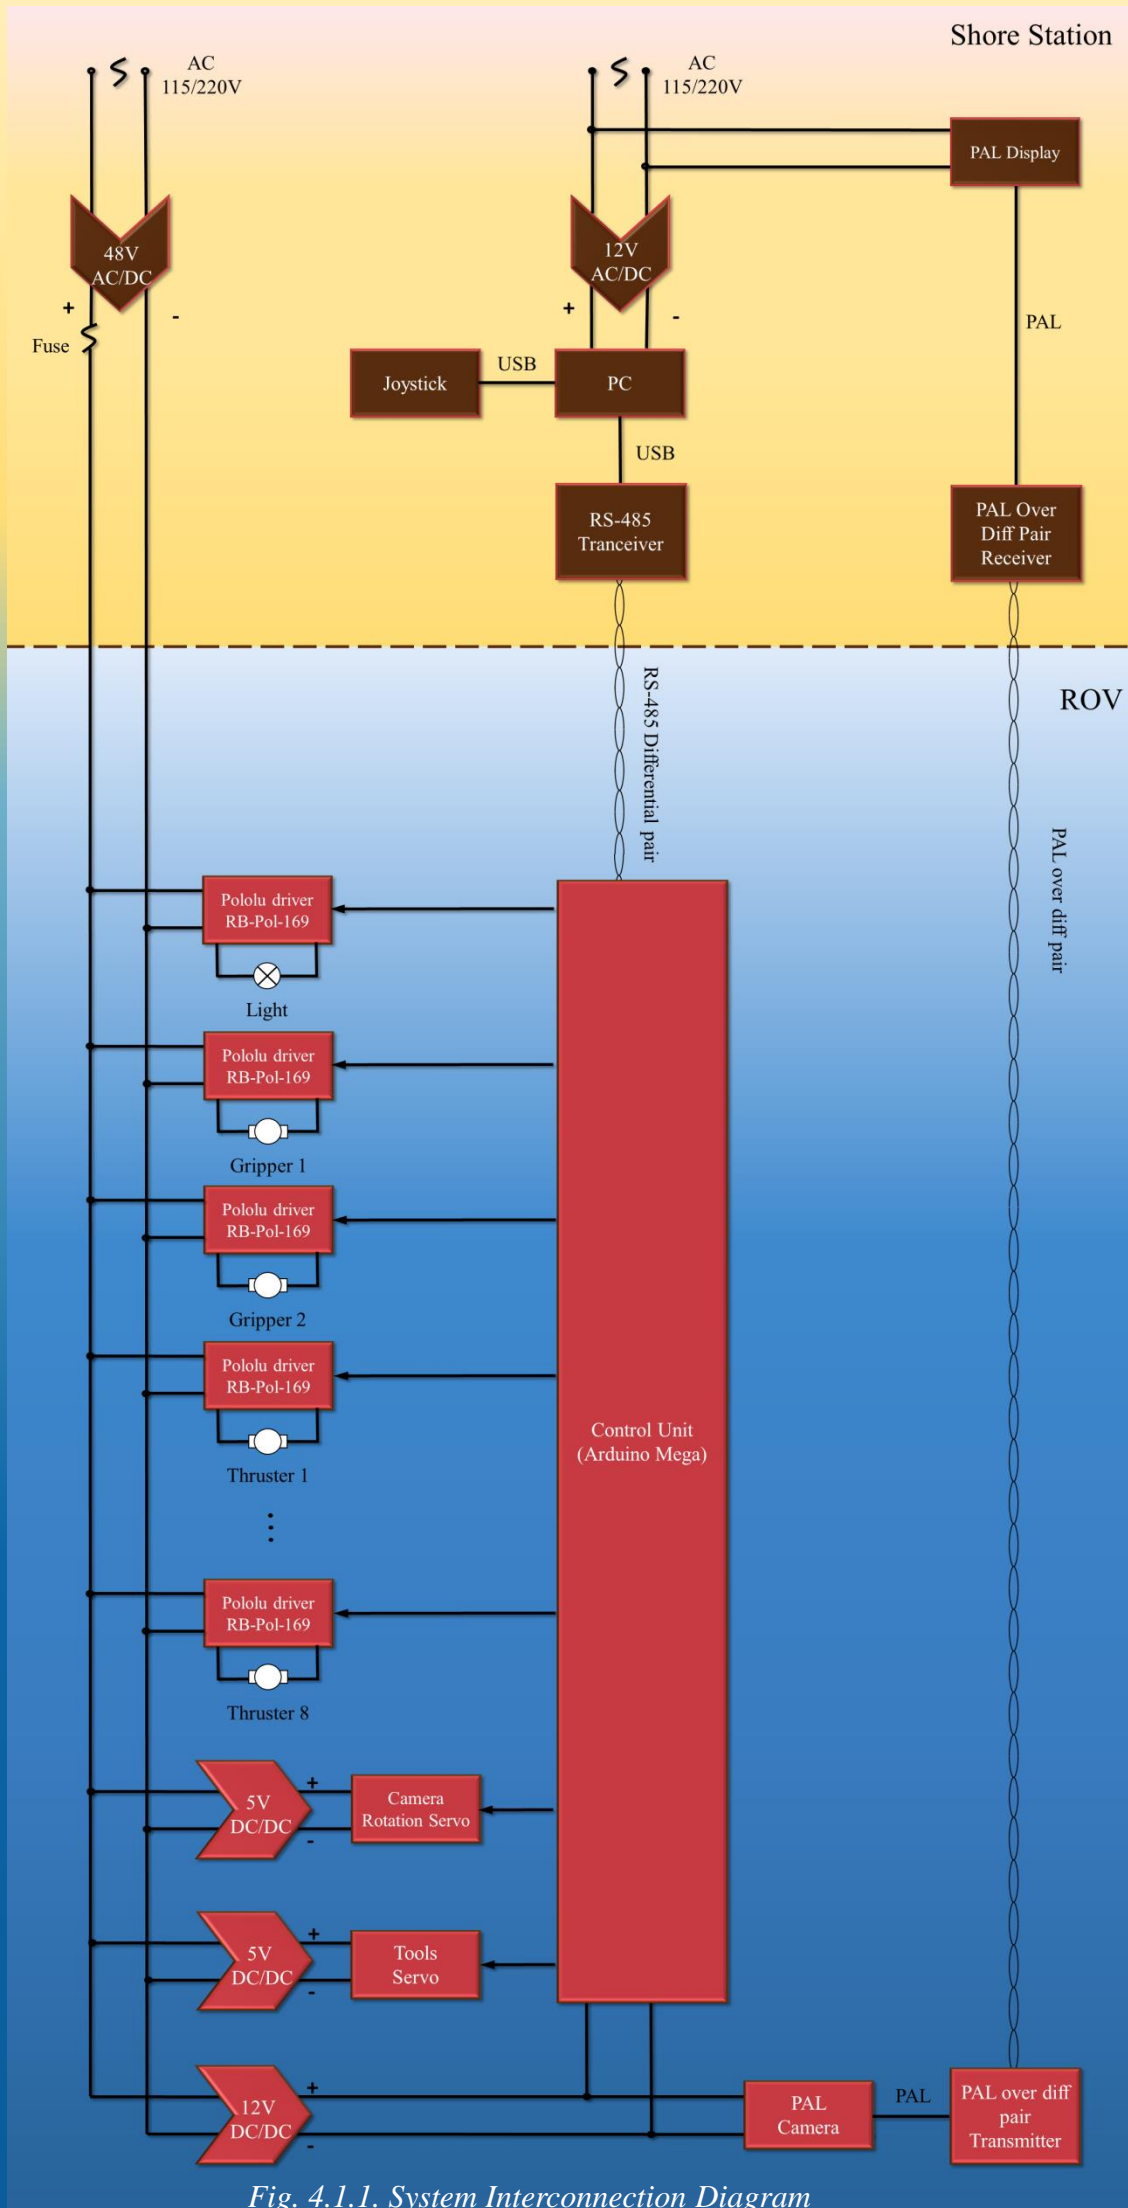 Shore Station
AC
115/220V
AC
115/220V
PAL Display
48V
AC/DC
12V
AC/DC
+
-
+
-
Fuse
PAL
Joystick
USB
PC
USB
RS-485
Tranceiver
PAL Over
Diff Pair
Receiver
ROV
RS-485 Differential pair
PAL over diff pair
Pololu driver
RB-Pol-169
Light
Pololu driver
RB-Pol-169
Gripper 1
Pololu driver
RB-Pol-169
Gripper 2
Pololu driver
RB-Pol-169
Thruster 1
Control Unit
(Arduino Mega)
Pololu driver
RB-Pol-169
Thruster 8
5V
DC/DC
+
-
Camera
Rotation Servo
5V
DC/DC
+
-
Tools
Servo
12V
DC/DC
+
-
PAL
Camera
PAL
PAL over diff
pair
Transmitter
Fig. 4.1.1. System Interconnection Diagram